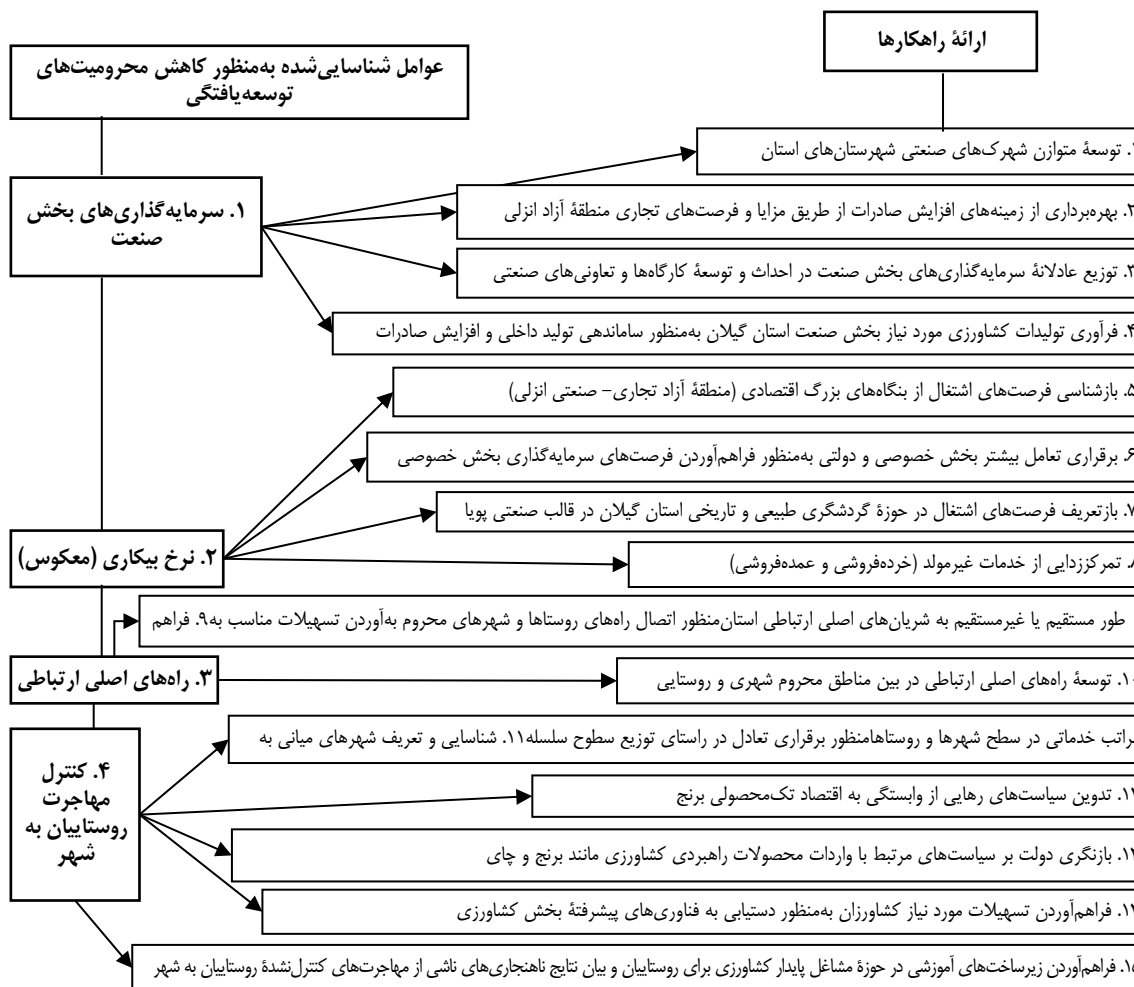 ارائهٔ راهکارها
عوامل شناسایی‌شده به‌منظور کاهش محرومیت‌های
توسعه‌یافتگی
۱. توسعهٔ متوازن شهرک‌های صنعتی شهرستان‌های استان
۱. سرمایه‌گذاری‌های بخش
صنعت
۲. بهره‌برداری از زمینه‌های افزایش صادرات از طریق مزایا و فرصت‌های تجاری منطقهٔ آزاد انزلی
۳. توزیع عادلانهٔ سرمایه‌گذاری‌های بخش صنعت در احداث و توسعهٔ کارگاه‌ها و تعاونی‌های صنعتی
۴. فرآوری تولیدات کشاورزی مورد نیاز بخش صنعت استان گیلان به‌منظور ساماندهی تولید داخلی و افزایش صادرات
۵. بازشناسی فرصت‌های اشتغال از بنگاه‌های بزرگ اقتصادی (منطقهٔ آزاد تجاری- صنعتی انزلی)
۶. برقراری تعامل بیشتر بخش خصوصی و دولتی به‌منظور فراهم‌آوردن فرصت‌های سرمایه‌گذاری بخش خصوصی
۷. بازتعریف فرصت‌های اشتغال در حوزهٔ گردشگری طبیعی و تاریخی استان گیلان در قالب صنعتی پویا
۲. نرخ بیکاری (معکوس)
۸. تمرکززدایی از خدمات غیرمولد (خرده‌فروشی و عمده‌فروشی)
طور مستقیم یا غیرمستقیم به شریان‌های اصلی ارتباطی استان‌منظور اتصال راه‌های روستاها و شهرهای محروم به‌آوردن تسهیلات مناسب به۹. فراهم
۳. راه‌های اصلی ارتباطی
۱۰. توسعهٔ راه‌های اصلی ارتباطی در بین مناطق محروم شهری و روستایی
مراتب خدماتی در سطح شهرها و روستاهامنظور برقراری تعادل در راستای توزیع سطوح سلسله۱۱. شناسایی و تعریف شهرهای میانی به
۴. کنترل
مهاجرت
روستاییان به
شهر
۱۲. تدوین سیاست‌های رهایی از وابستگی به اقتصاد تک‌محصولی برنج
۱۳. بازنگری دولت بر سیاست‌های مرتبط با واردات محصولات راهبردی کشاورزی مانند برنج و چای
فراهم‌آوردن تسهیلات مورد نیاز کشاورزان به‌منظور دستیابی به فناوری‌های پیشرفتهٔ بخش کشاورزی
۱۵. فراهم‌آوردن زیرساخت‌های آموزشی در حوزهٔ مشاغل پایدار کشاورزی برای روستاییان و بیان نتایج ناهنجاری‌های ناشی از مهاجرت‌های کنترل‌نشدهٔ روستاییان به شهر